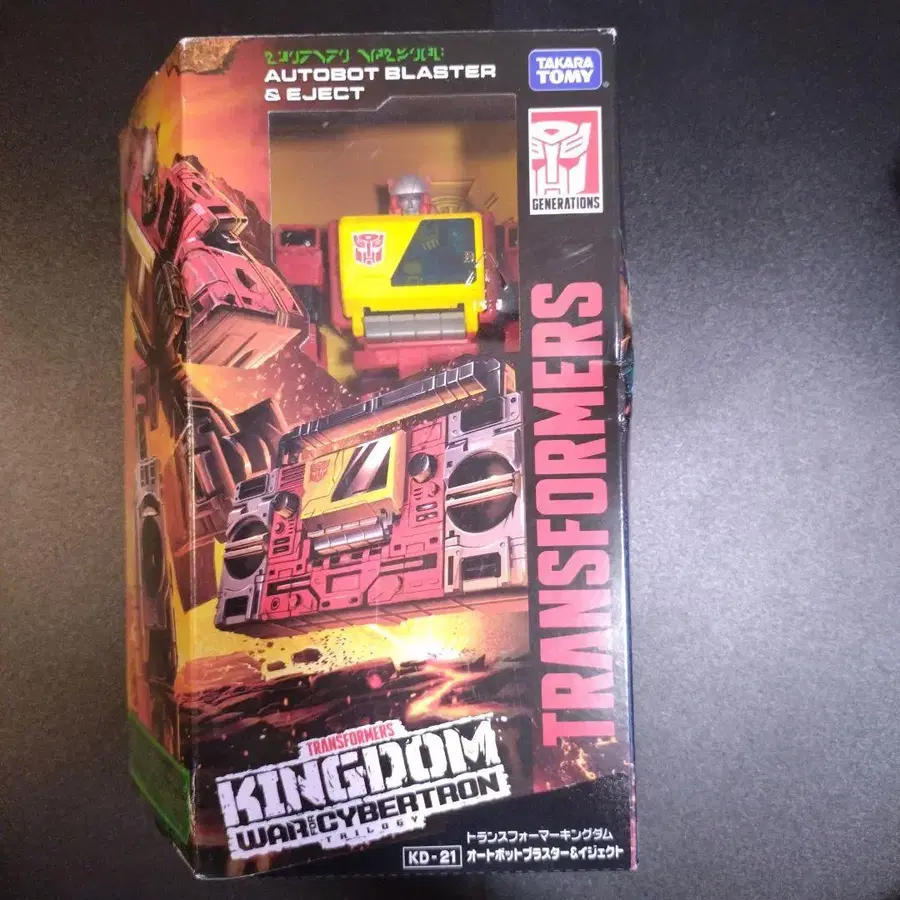 AUTOBOT BLASTER
& EJECT
TAKARA
TOMY
GENERATIONS
TRANSFORMERS
TRANSFORMERS
KINGDOM
WAR FOR CYBERTRON
TRILOGY
トランスフォーマーキングダム
KD-21 オートボットブラスター&イジェクト